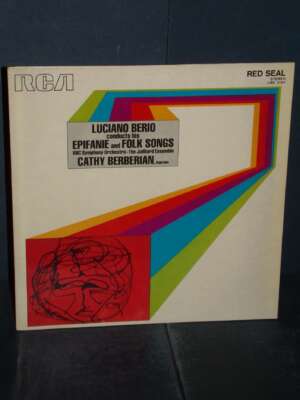 RCA
RED SEAL
STEREO
LUCIANO BERIO
conducts his
EPIFANIE and FOLK SONGS
BBC Symphony Orchestra · The Juilliard Ensemble
CATHY BERBERIAN, soprano